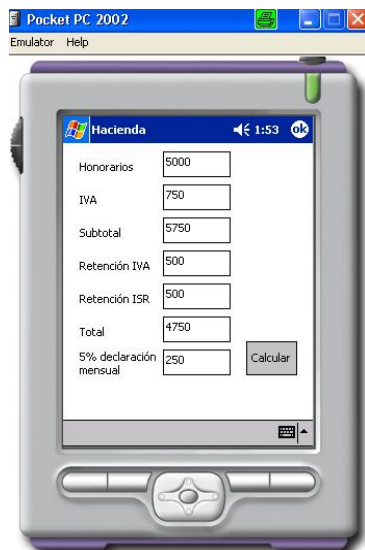 Pocket PC 2002
Emulator Help
Hacienda 1:53 ok
Honorarios 5000
IVA 750
Subtotal 5750
Retención IVA 500
Retención ISR 500
Total 4750
5% declaración
mensual 250 Calcular